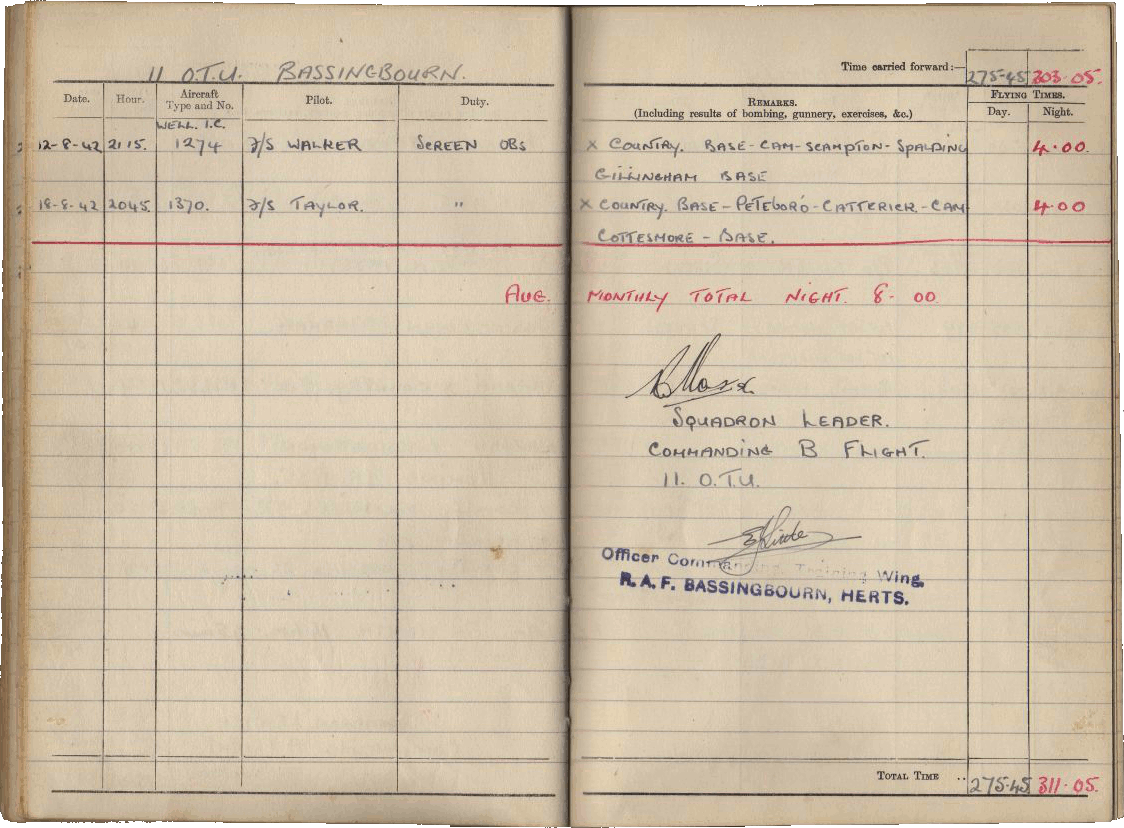 11 O.T.U. BASSINGBOURN.
Time carried forward:— 275-45 303·05.
Date. Hour. Aircraft Type and No. Pilot. Duty. REMARKS. (Including results of bombing, gunnery, exercises, &c.) FLYING TIMES. Day. Night.
WELL. I.C.
12-8-42 2115. 1274 F/S WALKER SCREEN OBS X COUNTRY. BASE-CAM-SCAMPTON-SPALDING 4·00.
GILLINGHAM BASE
18-8-42 2045. 1370. F/S TAYLOR. " X COUNTRY. BASE-PETEBORO'-CATTERICK-CAM 4·00
COTTESMORE - BASE.
AUG. MONTHLY TOTAL NIGHT. 8- 00.
SQUADRON LEADER.
COMMANDING B FLIGHT.
11. O.T.U.
Officer Commanding, Training Wing.
R.A.F. BASSINGBOURN, HERTS.
TOTAL TIME .. 275·45 311·05.